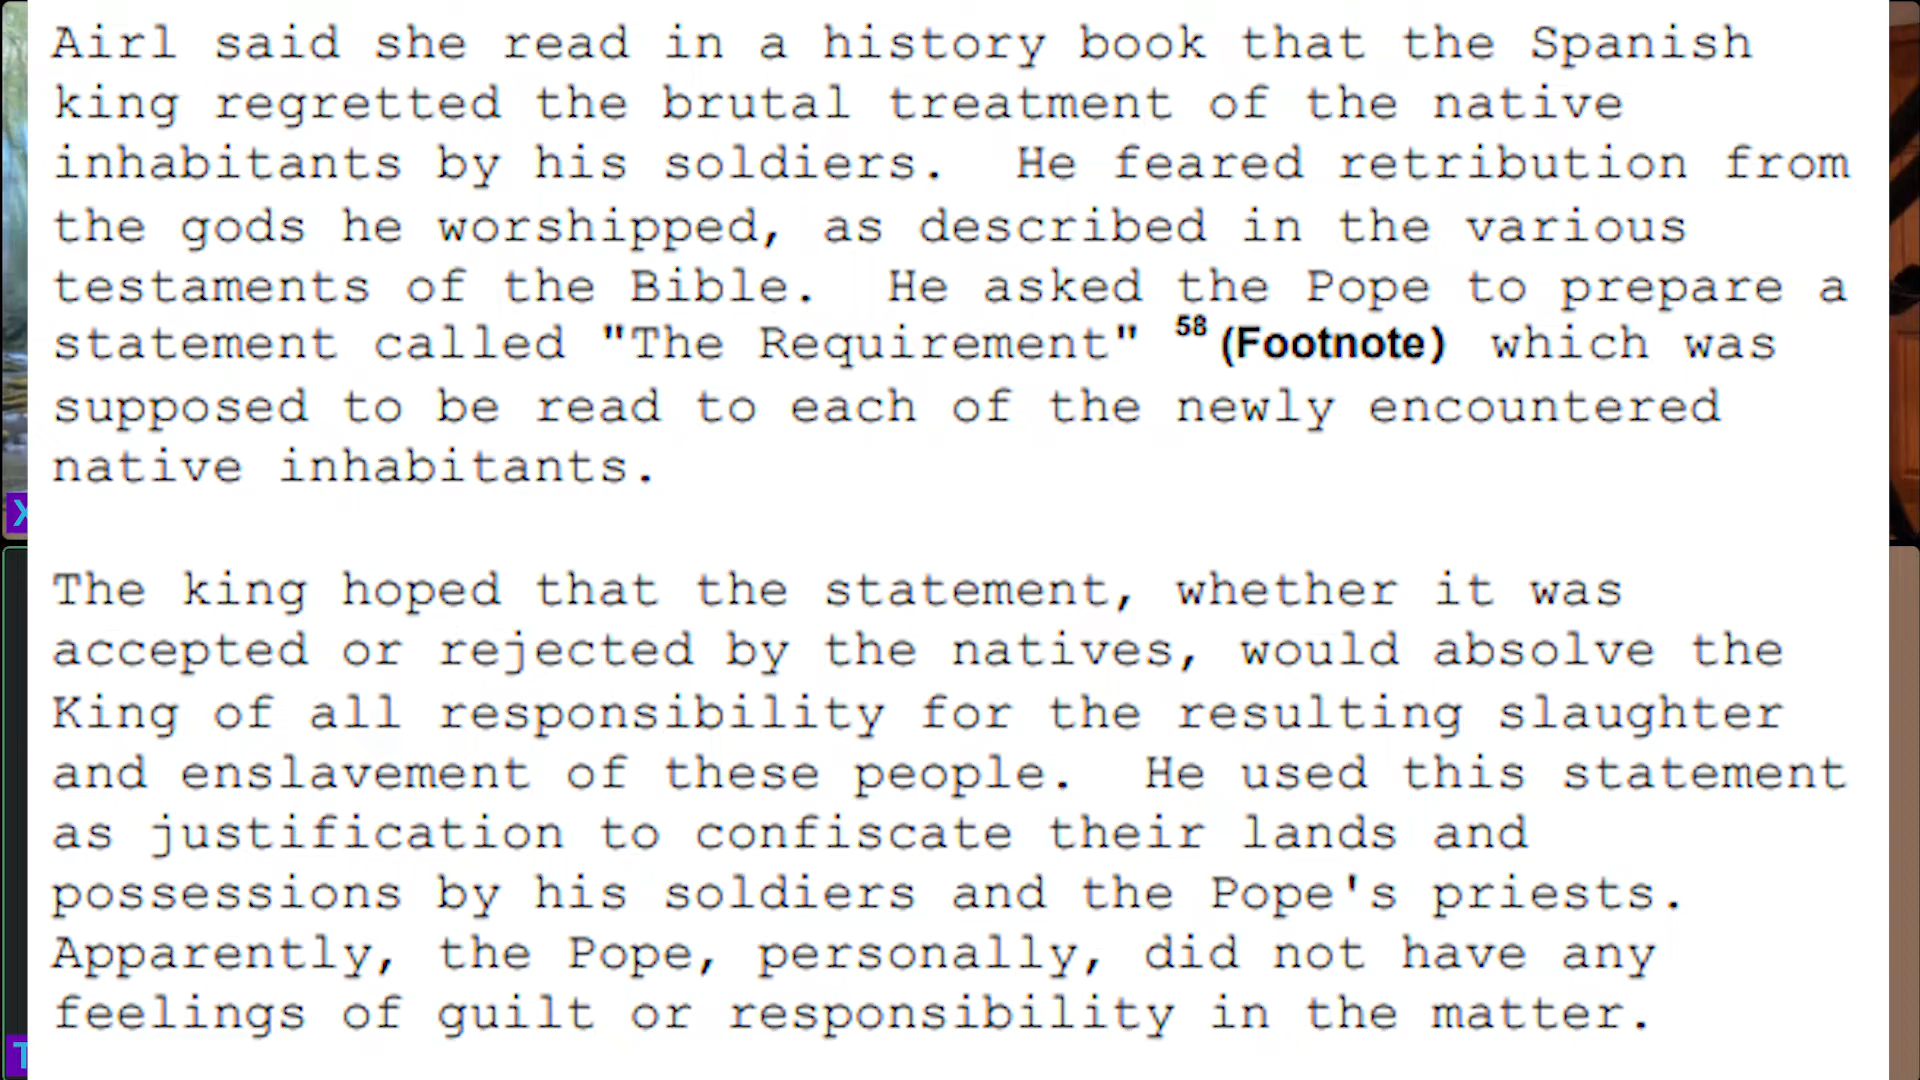 Airl said she read in a history book that the Spanish
king regretted the brutal treatment of the native
inhabitants by his soldiers.  He feared retribution from
the gods he worshipped, as described in the various
testaments of the Bible.  He asked the Pope to prepare a
statement called "The Requirement" 58 (Footnote) which was
supposed to be read to each of the newly encountered
native inhabitants.
The king hoped that the statement, whether it was
accepted or rejected by the natives, would absolve the
King of all responsibility for the resulting slaughter
and enslavement of these people.  He used this statement
as justification to confiscate their lands and
possessions by his soldiers and the Pope's priests.
Apparently, the Pope, personally, did not have any
feelings of guilt or responsibility in the matter.